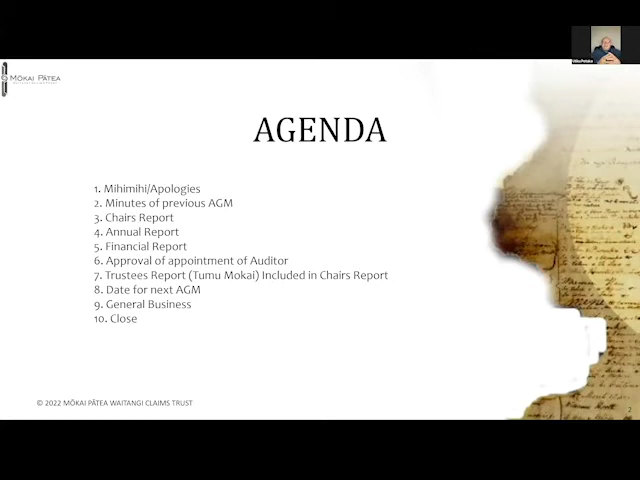 MŌKAI PĀTEA
AGENDA
1. Mihimihi/Apologies
2. Minutes of previous AGM
3. Chairs Report
4. Annual Report
5. Financial Report
6. Approval of appointment of Auditor
7. Trustees Report (Tumu Mokai) Included in Chairs Report
8. Date for next AGM
9. General Business
10. Close
© 2022 MŌKAI PĀTEA WAITANGI CLAIMS TRUST